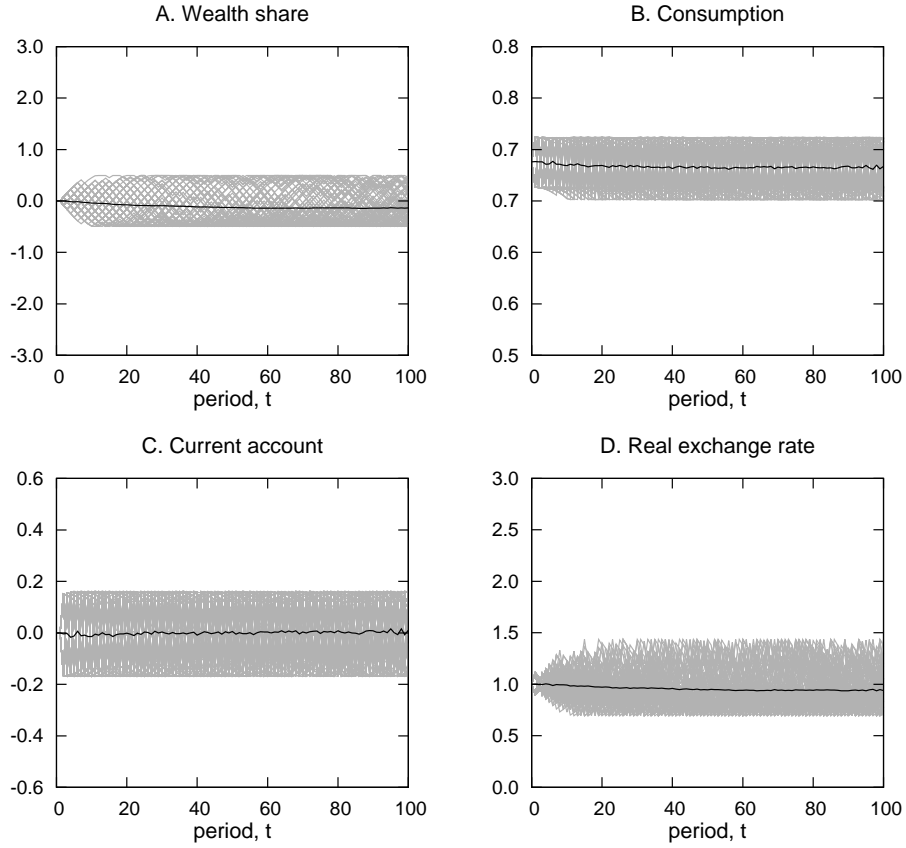 A. Wealth share
3.0
2.0
1.0
0.0
-1.0
-2.0
-3.0
0 20 40 60 80 100
period, t
B. Consumption
0.8
0.8
0.7
0.7
0.6
0.6
0.5
0 20 40 60 80 100
period, t
C. Current account
0.6
0.4
0.2
0.0
-0.2
-0.4
-0.6
0 20 40 60 80 100
period, t
D. Real exchange rate
3.0
2.5
2.0
1.5
1.0
0.5
0.0
0 20 40 60 80 100
period, t